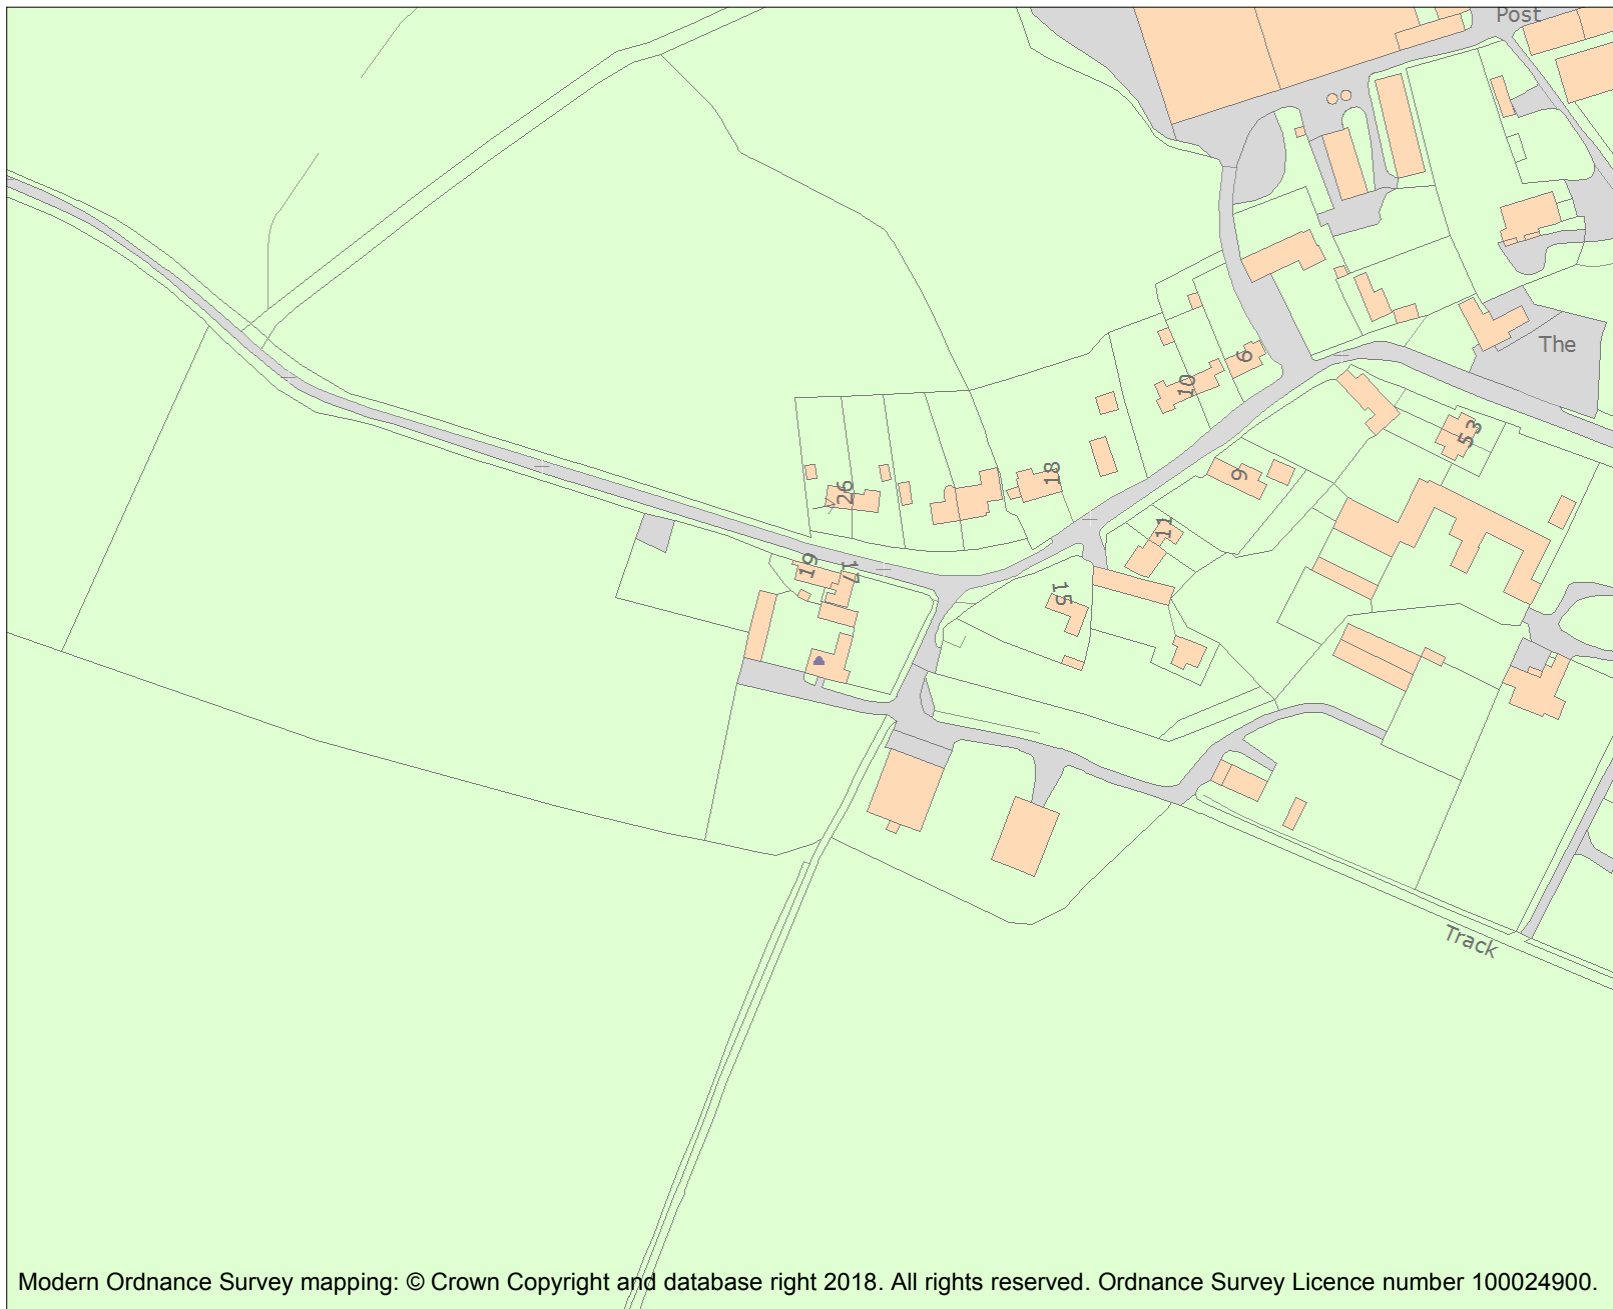 Post
The
6
10
53
18
9
26
11
19
17
15
Track
Modern Ordnance Survey mapping: © Crown Copyright and database right 2018. All rights reserved. Ordnance Survey Licence number 100024900.